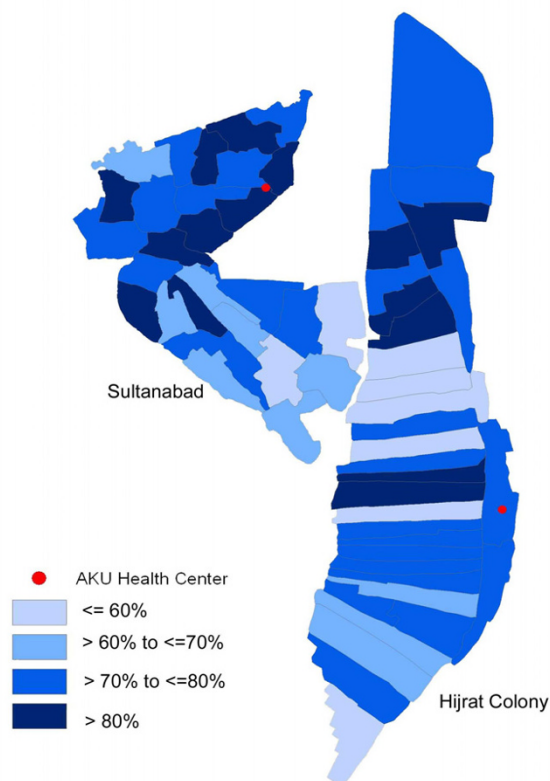 Sultanabad
AKU Health Center
<= 60%
> 60% to <=70%
> 70% to <=80%
> 80%
Hijrat Colony